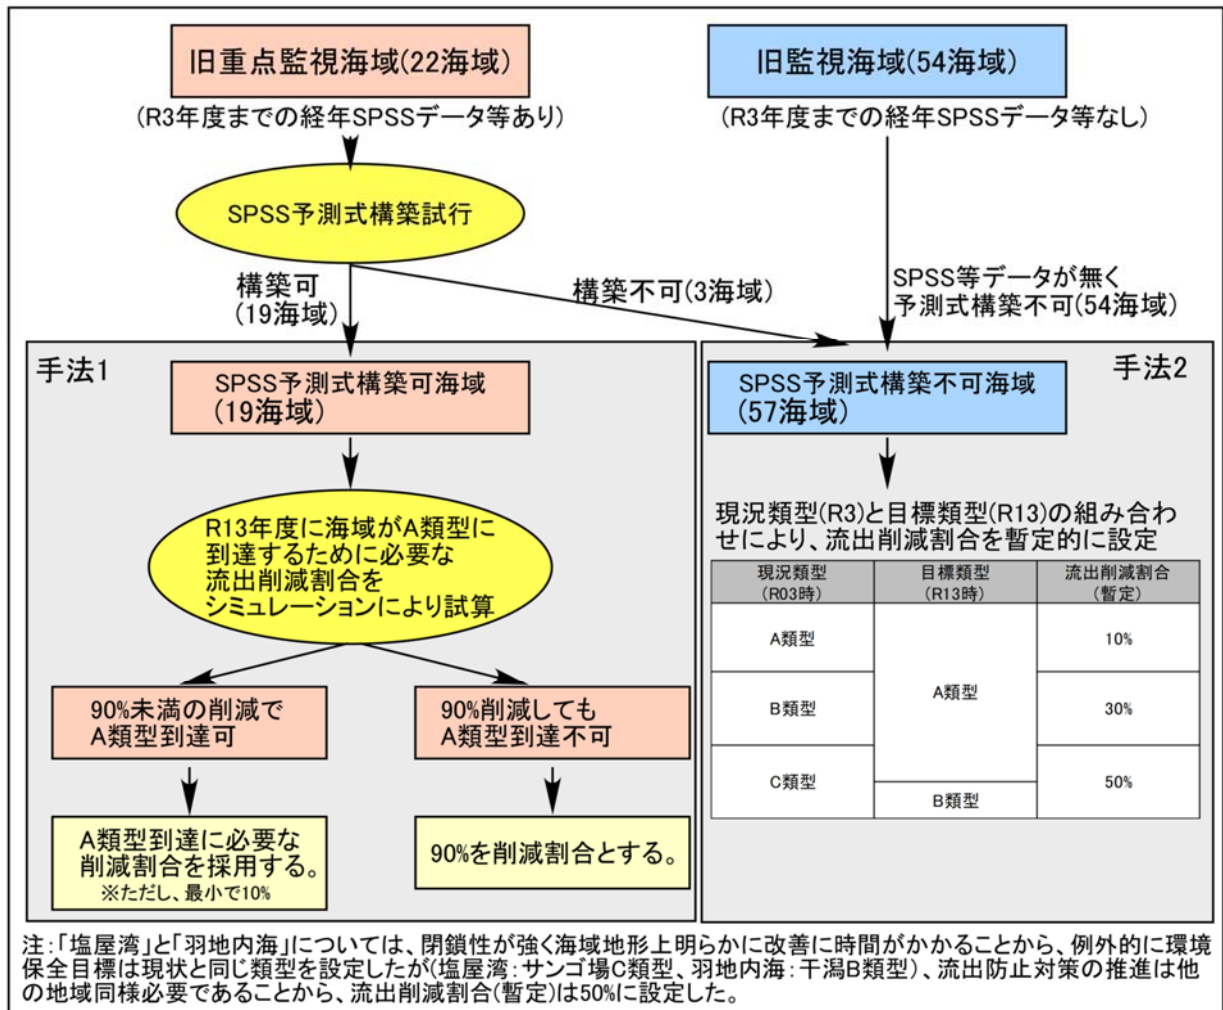 旧重点監視海域(22海域)
(R3年度までの経年SPSSデータ等あり)
旧監視海域(54海域)
(R3年度までの経年SPSSデータ等なし)
SPSS予測式構築試行
構築可
(19海域)
構築不可(3海域)
SPSS等データが無く
予測式構築不可(54海域)
手法1
SPSS予測式構築可海域
(19海域)
R13年度に海域がA類型に
到達するために必要な
流出削減割合を
シミュレーションにより試算
90%未満の削減で
A類型到達可
90%削減しても
A類型到達不可
A類型到達に必要な
削減割合を採用する。
※ただし、最小で10%
90%を削減割合とする。
手法2
SPSS予測式構築不可海域
(57海域)
現況類型(R3)と目標類型(R13)の組み合わ
せにより、流出削減割合を暫定的に設定
現況類型
(R03時)
目標類型
(R13時)
流出削減割合
(暫定)
A類型
10%
A類型
B類型
30%
C類型
50%
B類型
注:「塩屋湾」と「羽地内海」については、閉鎖性が強く海域地形上明らかに改善に時間がかかることから、例外的に環境
保全目標は現状と同じ類型を設定したが(塩屋湾:サンゴ場C類型、羽地内海:干潟B類型)、流出防止対策の推進は他
の地域同様必要であることから、流出削減割合(暫定)は50%に設定した。